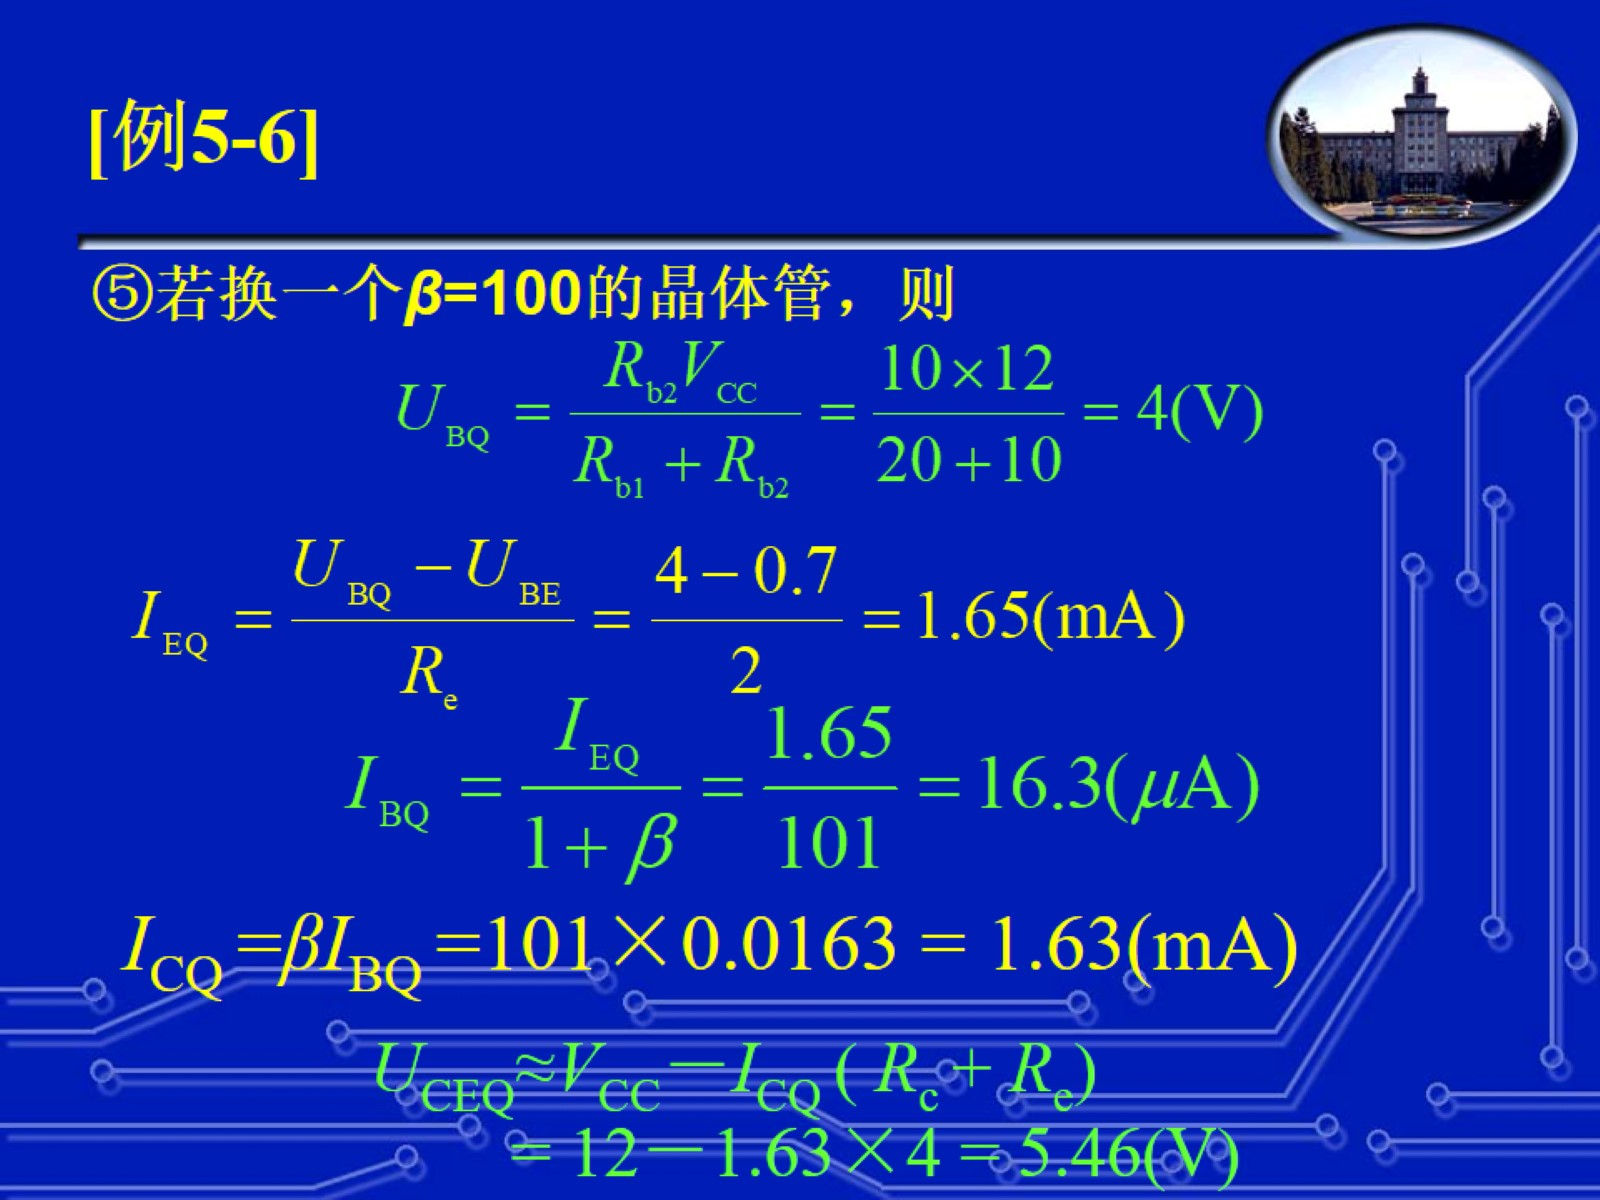 [例5-6]
⑤若换一个β=100的晶体管，则
U_BQ = R_b2 V_CC / (R_b1 + R_b2) = 10×12 / (20+10) = 4(V)
I_EQ = (U_BQ − U_BE) / R_e = (4−0.7) / 2 = 1.65(mA)
I_BQ = I_EQ / (1+β) = 1.65 / 101 = 16.3(μA)
I_CQ =βI_BQ =101×0.0163 = 1.63(mA)
U_CEQ≈V_CC－I_CQ ( R_c+ R_e)
= 12－1.63×4 = 5.46(V)